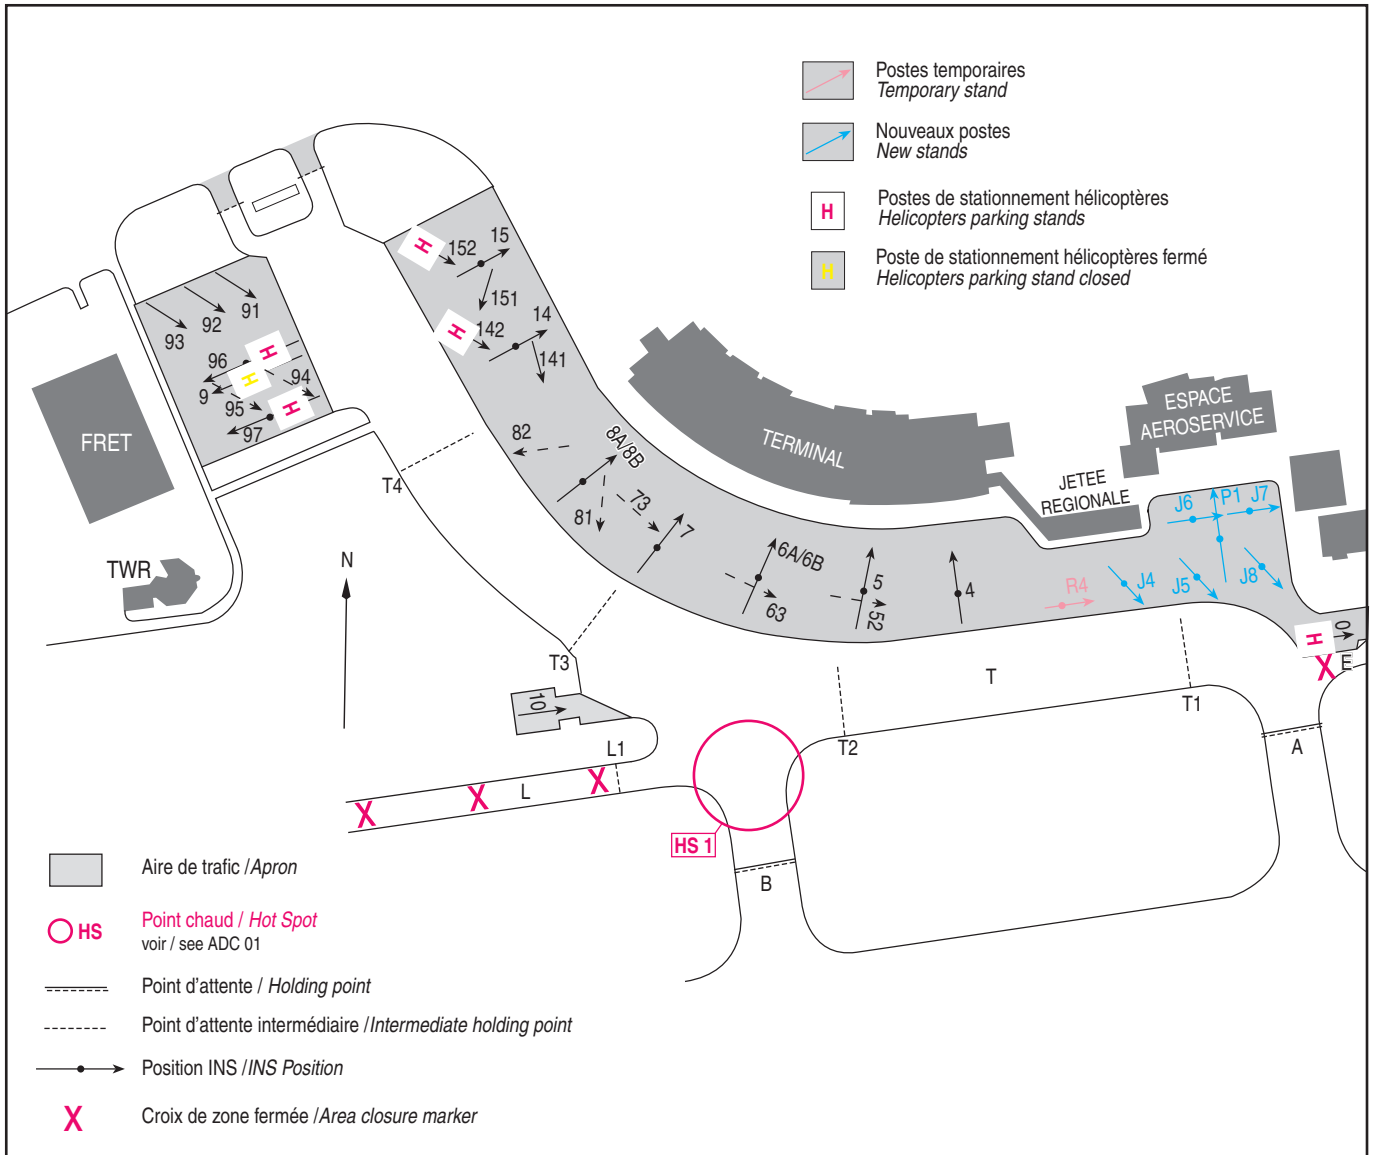 Postes temporaires
Temporary stand
Nouveaux postes
New stands
H
Postes de stationnement hélicoptères
Helicopters parking stands
H
Poste de stationnement hélicoptères fermé
Helicopters parking stand closed
H
152
15
151
H
142
14
141
91
92
93
96
H
H
94
9
95
H
97
FRET
TERMINAL
ESPACE
AEROSERVICE
JETEE
REGIONALE
82
8A/8B
T4
81
73
7
6A/6B
63
5
52
4
R4
J6
P1
J7
J4
J5
J8
TWR
N
T3
10
H
0
E
X
T
T1
T2
A
L1
L
X
X
X
HS 1
B
Aire de trafic / Apron
HS
Point chaud / Hot Spot
voir / see ADC 01
Point d'attente / Holding point
Point d'attente intermédiaire / Intermediate holding point
Position INS / INS Position
X
Croix de zone fermée / Area closure marker